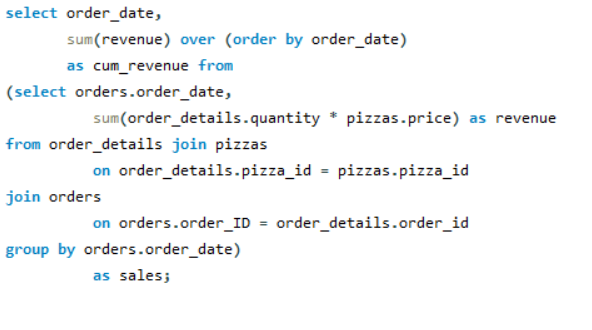 select order_date,
sum(revenue) over (order by order_date)
as cum_revenue from
(select orders.order_date,
sum(order_details.quantity * pizzas.price) as revenue
from order_details join pizzas
on order_details.pizza_id = pizzas.pizza_id
join orders
on orders.order_ID = order_details.order_id
group by orders.order_date)
as sales;